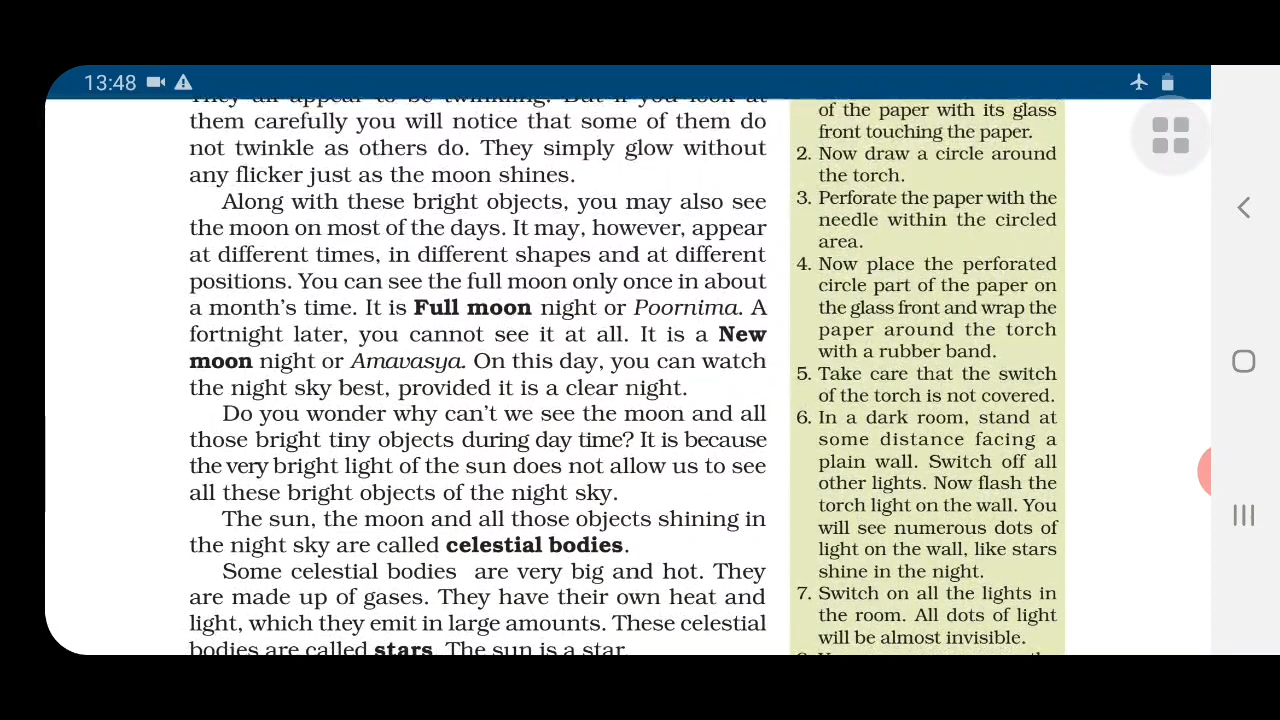 13:48
They all appear to be twinkling. But if you look at
them carefully you will notice that some of them do
not twinkle as others do. They simply glow without
any flicker just as the moon shines.
Along with these bright objects, you may also see
the moon on most of the days. It may, however, appear
at different times, in different shapes and at different
positions. You can see the full moon only once in about
a month's time. It is Full moon night or Poornima. A
fortnight later, you cannot see it at all. It is a New
moon night or Amavasya. On this day, you can watch
the night sky best, provided it is a clear night.
Do you wonder why can't we see the moon and all
those bright tiny objects during day time? It is because
the very bright light of the sun does not allow us to see
all these bright objects of the night sky.
The sun, the moon and all those objects shining in
the night sky are called celestial bodies.
Some celestial bodies are very big and hot. They
are made up of gases. They have their own heat and
light, which they emit in large amounts. These celestial
bodies are called stars. The sun is a star.
of the paper with its glass
front touching the paper.
2. Now draw a circle around
the torch.
3. Perforate the paper with the
needle within the circled
area.
4. Now place the perforated
circle part of the paper on
the glass front and wrap the
paper around the torch
with a rubber band.
5. Take care that the switch
of the torch is not covered.
6. In a dark room, stand at
some distance facing a
plain wall. Switch off all
other lights. Now flash the
torch light on the wall. You
will see numerous dots of
light on the wall, like stars
shine in the night.
7. Switch on all the lights in
the room. All dots of light
will be almost invisible.